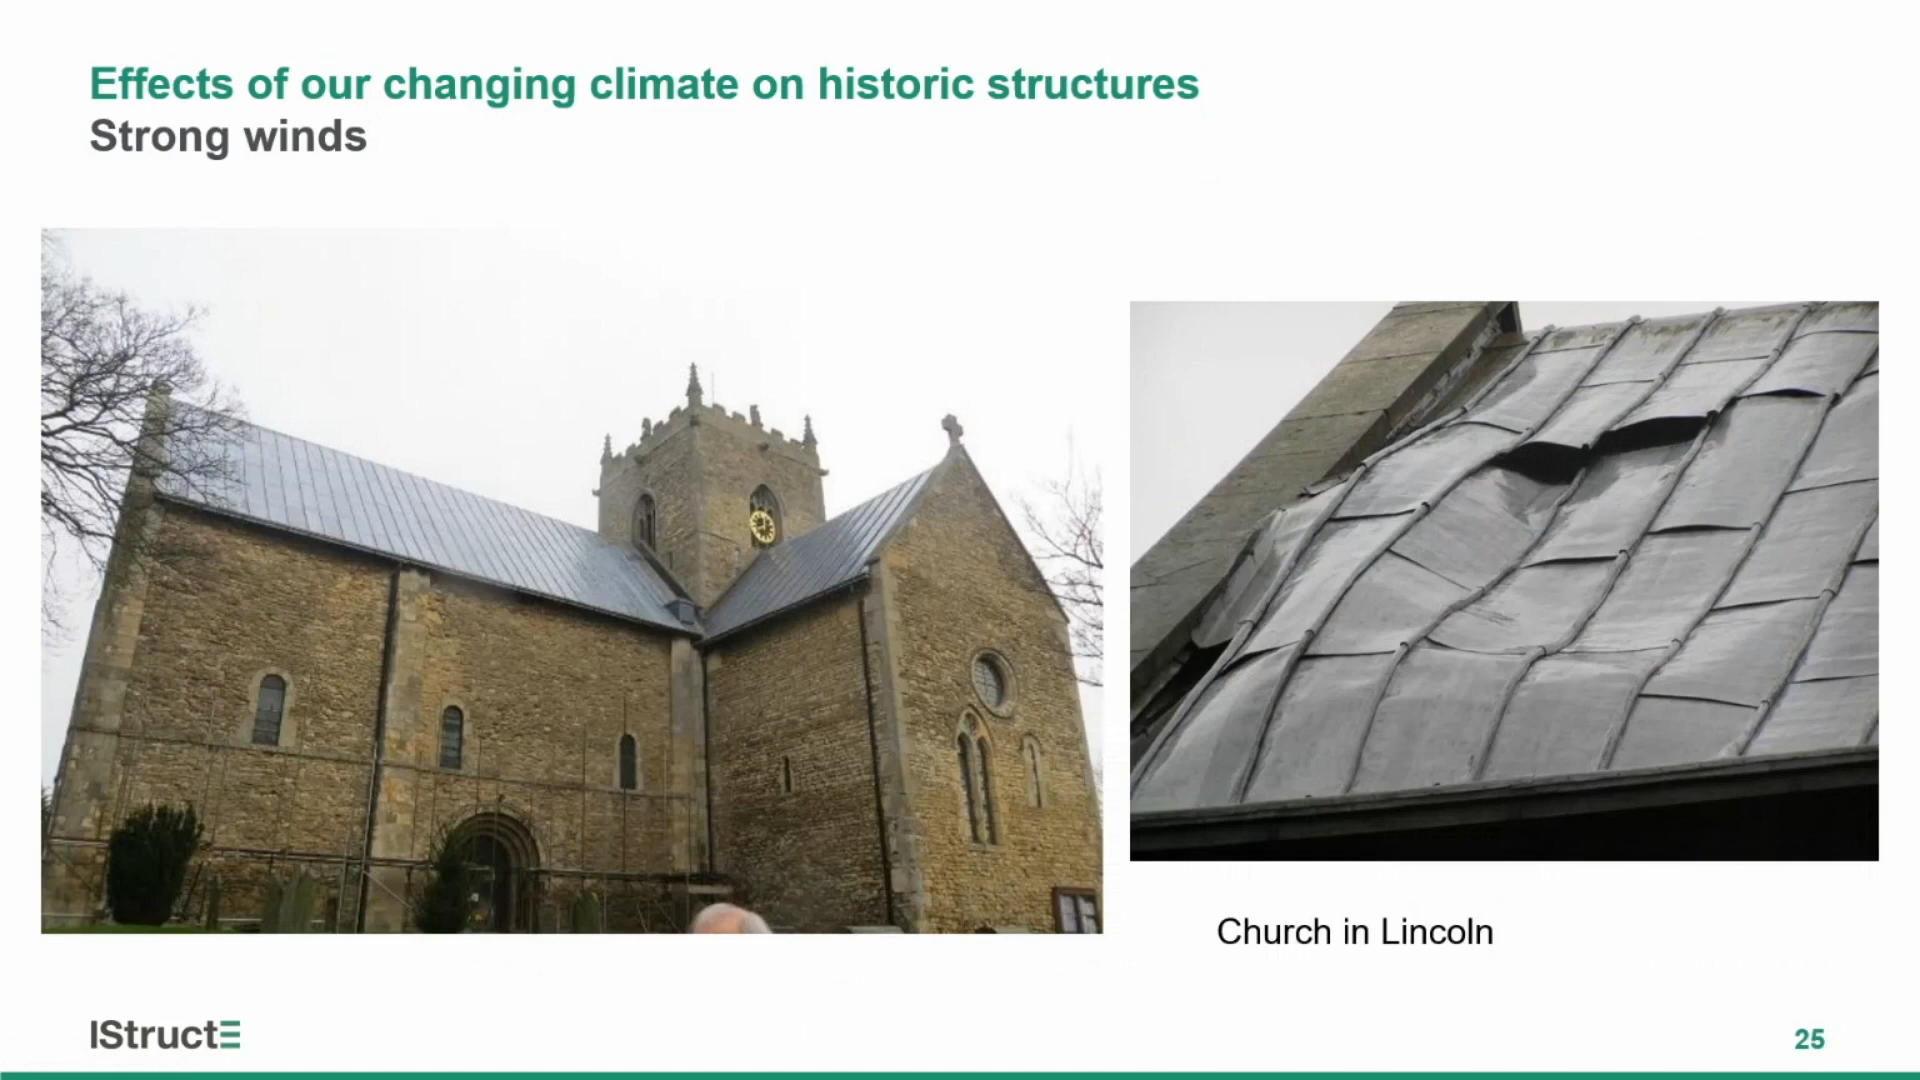 Effects of our changing climate on historic structures
Strong winds
Church in Lincoln
IStructE
25